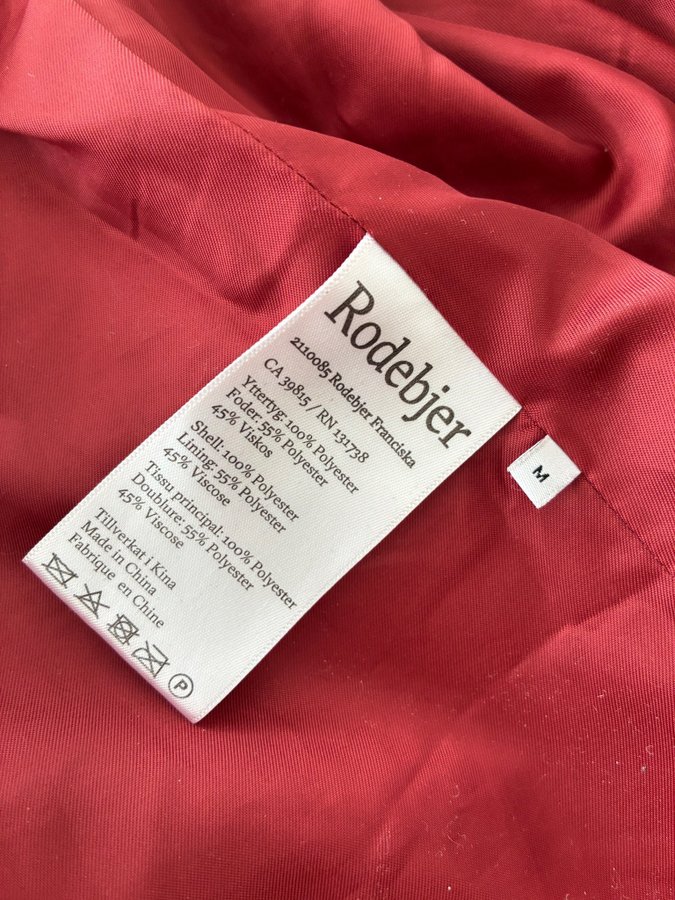 Rodebjer
2110085 Rodebjer Franciska
CA 39815 / RN 131738
Yttertyg: 100% Polyester
Foder: 55% Polyester
45% Viskos
Shell: 100% Polyester
Lining: 55% Polyester
45% Viscose
Tissu principal: 100% Polyester
Doublure: 55% Polyester
45% Viscose
Tillverkat i Kina
Made in China
Fabrique en Chine
P
M